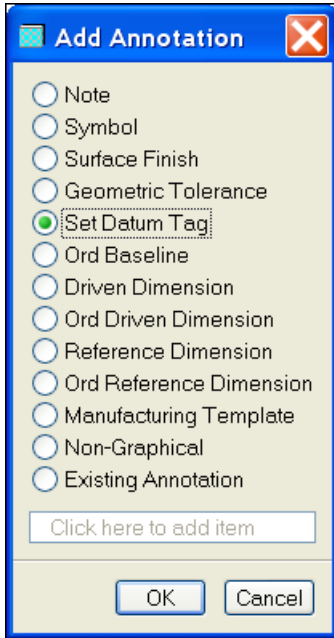 Add Annotation
Note
Symbol
Surface Finish
Geometric Tolerance
Set Datum Tag
Ord Baseline
Driven Dimension
Ord Driven Dimension
Reference Dimension
Ord Reference Dimension
Manufacturing Template
Non-Graphical
Existing Annotation
Click here to add item
OK Cancel